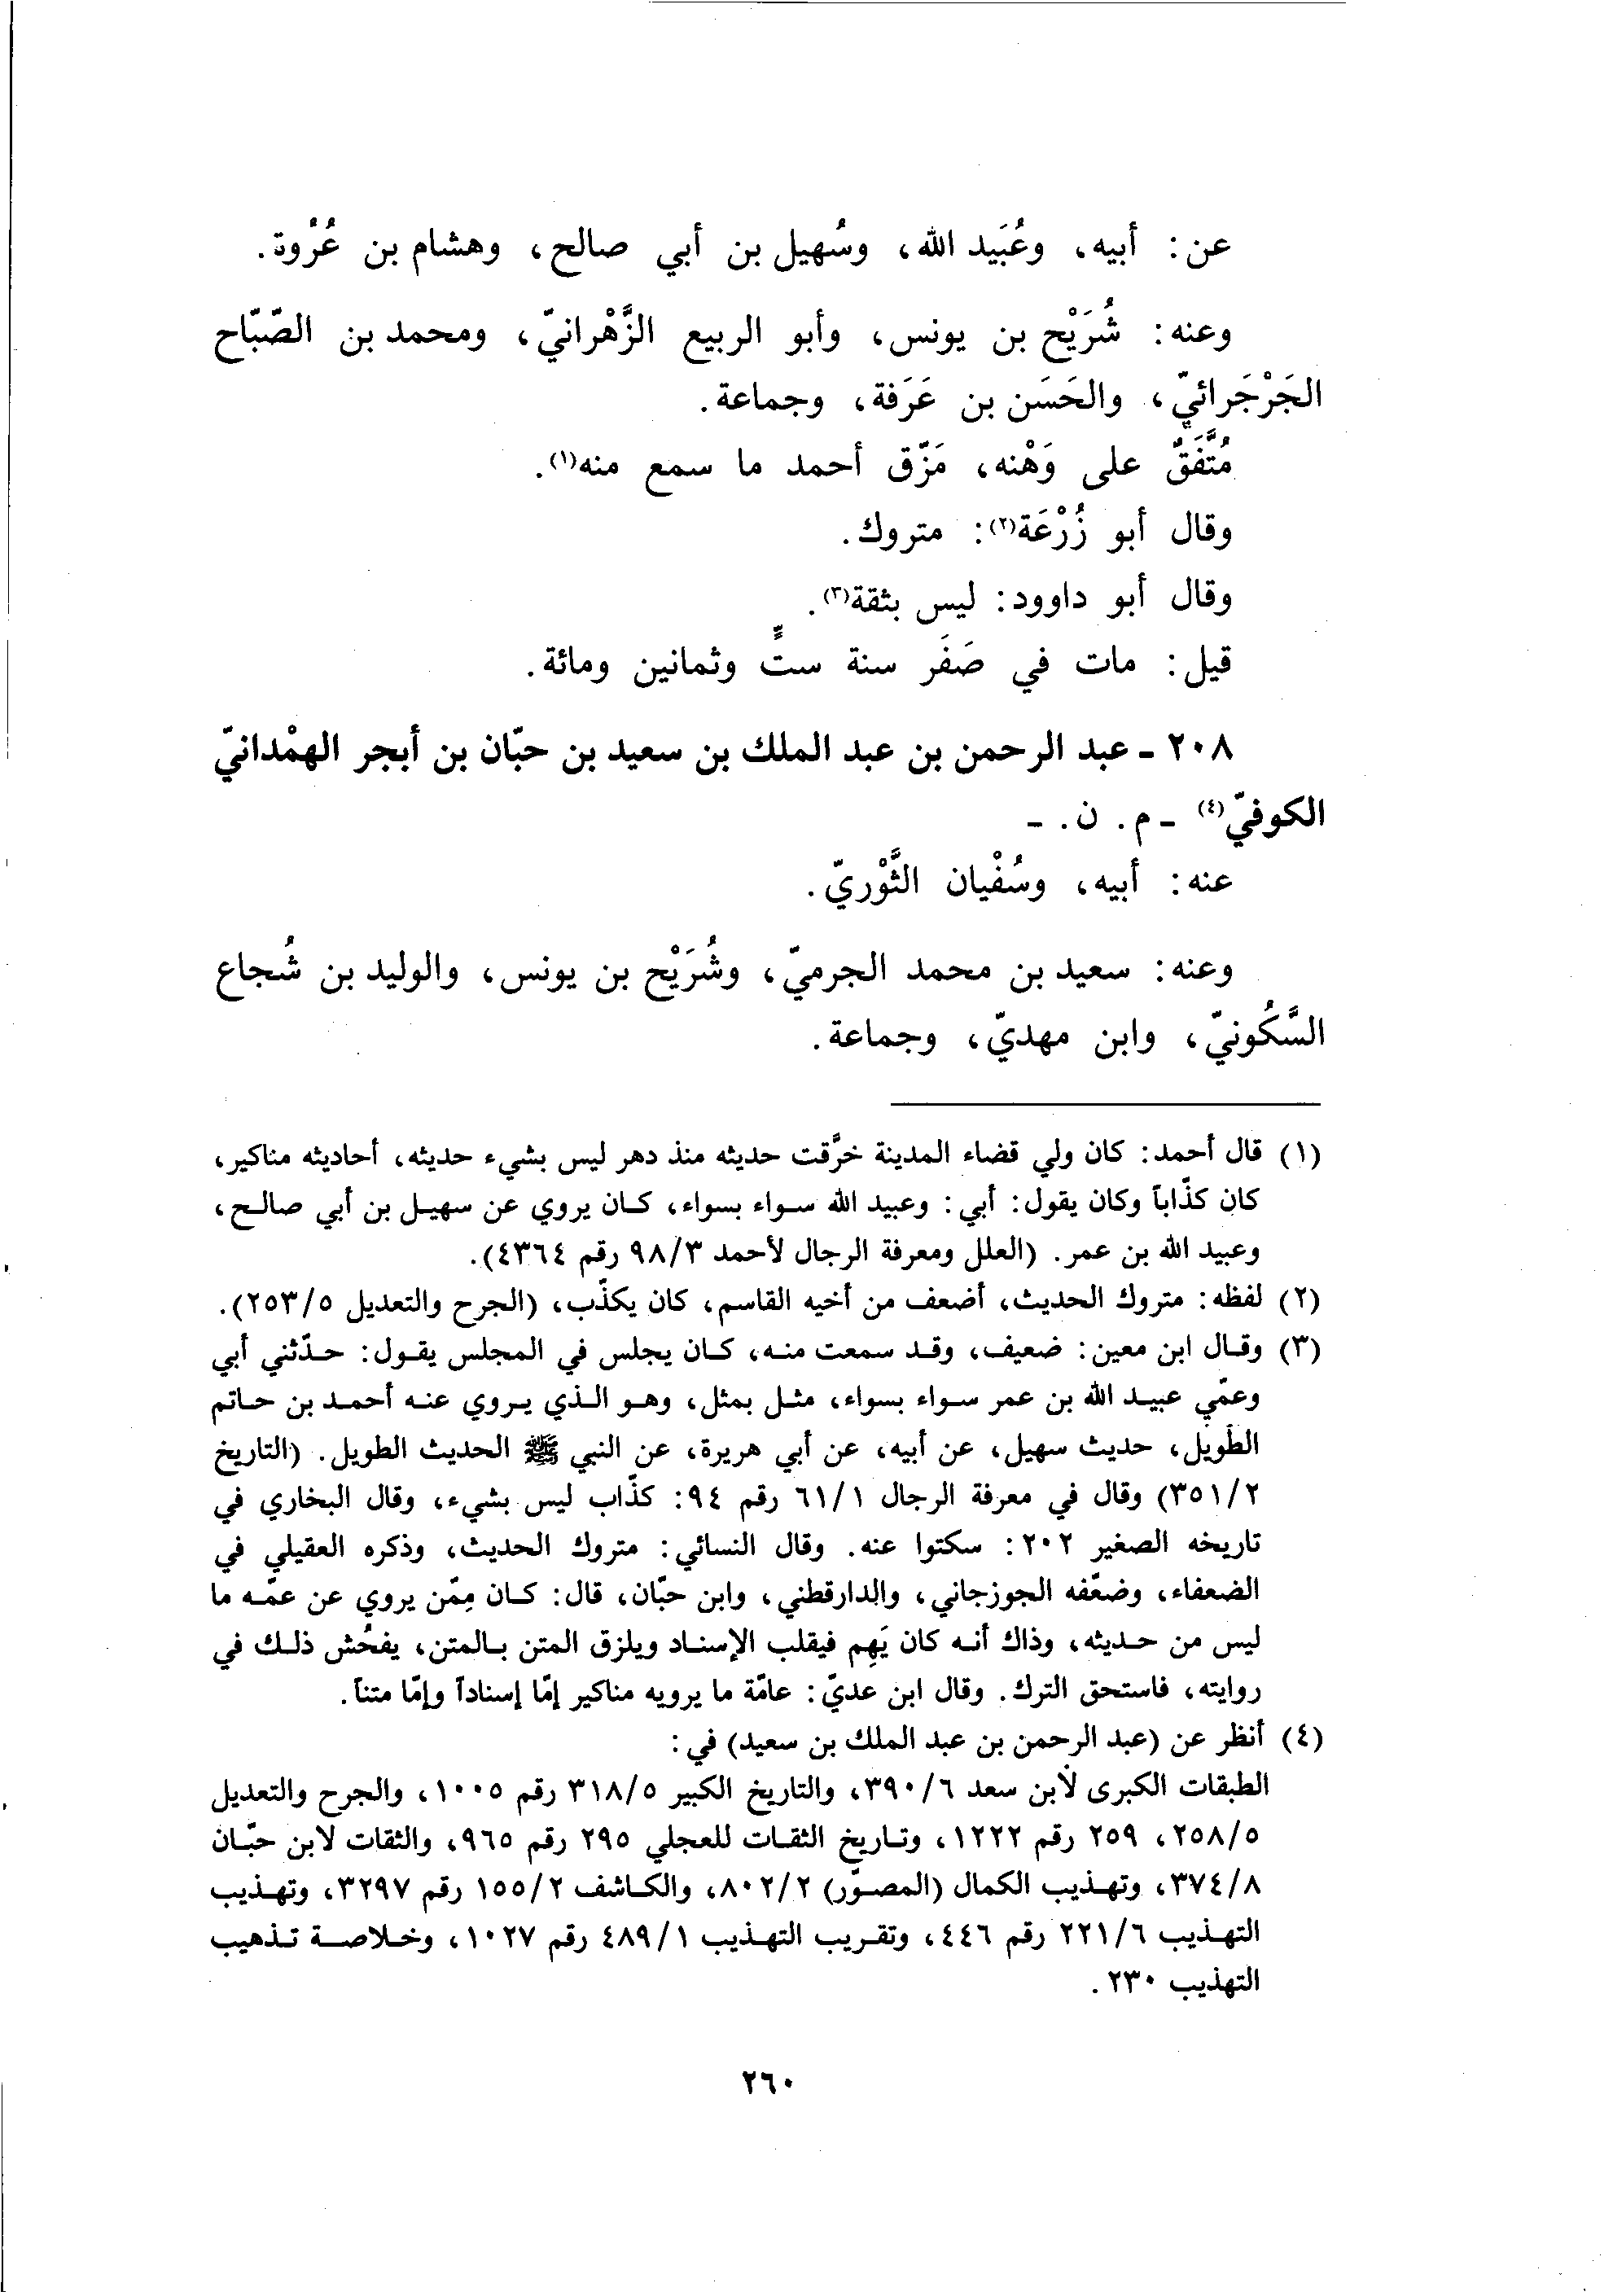 عن: أبيه، وعُبَيد الله، وسُهيل بن أبي صالح، وهشام بن عُرْوة.
وعنه: شُرَيْح بن يونس، وأبو الربيع الزَّهْرانيّ، ومحمد بن الصّبّاح
الجَرْجَرائيّ، والحَسَن بن عَرَفة، وجماعة.
مُتَّفَقٌ على وَهْنه، مَزّق أحمد ما سمع منه(١).
وقال أبو زُرْعَة(٢): متروك.
وقال أبو داوود: ليس بثقة(٣).
قيل: مات في صَفَر سنة ستٍّ وثمانين ومائة.
٢٠٨ - عبد الرحمن بن عبد الملك بن سعيد بن حبّان بن أبجر الهمْدانيّ
الكوفيّ(٤) - م. ن. -
عنه: أبيه، وسُفْيان الثَّوْريّ.
وعنه: سعيد بن محمد الجرميّ، وشُرَيْح بن يونس، والوليد بن شُجاع
السَّكُونيّ، وابن مهديّ، وجماعة.
(١) قال أحمد: كان ولي قضاء المدينة خرَّقت حديثه منذ دهر ليس بشيء حديثه، أحاديثه مناكير،
كان كذّاباً وكان يقول: أبي: وعبيد الله سواء بسواء، كان يروي عن سهيل بن أبي صالح،
وعبيد الله بن عمر. (العلل ومعرفة الرجال لأحمد ٩٨/٣ رقم ٤٣٦٤).
(٢) لفظه: متروك الحديث، أضعف من أخيه القاسم، كان يكذّب، (الجرح والتعديل ٢٥٣/٥).
(٣) وقال ابن معين: ضعيف، وقد سمعت منه، كان يجلس في المجلس يقول: حدّثني أبي
وعمّي عبيد الله بن عمر سواء بسواء، مثل بمثل، وهو الذي يروي عنه أحمد بن حاتم
الطويل، حديث سهيل، عن أبيه، عن أبي هريرة، عن النبي ﷺ الحديث الطويل. (التاريخ
٣٥١/٢) وقال في معرفة الرجال ٦١/١ رقم ٩٤: كذّاب ليس بشيء، وقال البخاري في
تاريخه الصغير ٢٠٢: سكتوا عنه. وقال النسائي: متروك الحديث، وذكره العقيلي في
الضعفاء، وضعّفه الجوزجاني، والدارقطني، وابن حبّان، قال: كان مِمّن يروي عن عمّه ما
ليس من حديثه، وذاك أنه كان يَهِم فيقلب الإسناد ويلزق المتن بالمتن، يفحُش ذلك في
روايته، فاستحق الترك. وقال ابن عديّ: عامّة ما يرويه مناكير إمّا إسناداً وإمّا متناً.
(٤) أنظر عن (عبد الرحمن بن عبد الملك بن سعيد) في:
الطبقات الكبرى لابن سعد ٣٩٠/٦، والتاريخ الكبير ٣١٨/٥ رقم ١٠٠٥، والجرح والتعديل
٢٥٨/٥، ٢٥٩ رقم ١٢٢٢، وتاريخ الثقات للعجلي ٢٩٥ رقم ٩٦٥، والثقات لابن حبّان
٣٧٤/٨، وتهذيب الكمال (المصوّر) ٨٠٢/٢، والكاشف ١٥٥/٢ رقم ٣٢٩٧، وتهذيب
التهذيب ٢٢١/٦ رقم ٤٤٦، وتقريب التهذيب ٤٨٩/١ رقم ١٠٢٧، وخلاصة تذهيب
التهذيب ٢٣٠.
٢٦٠